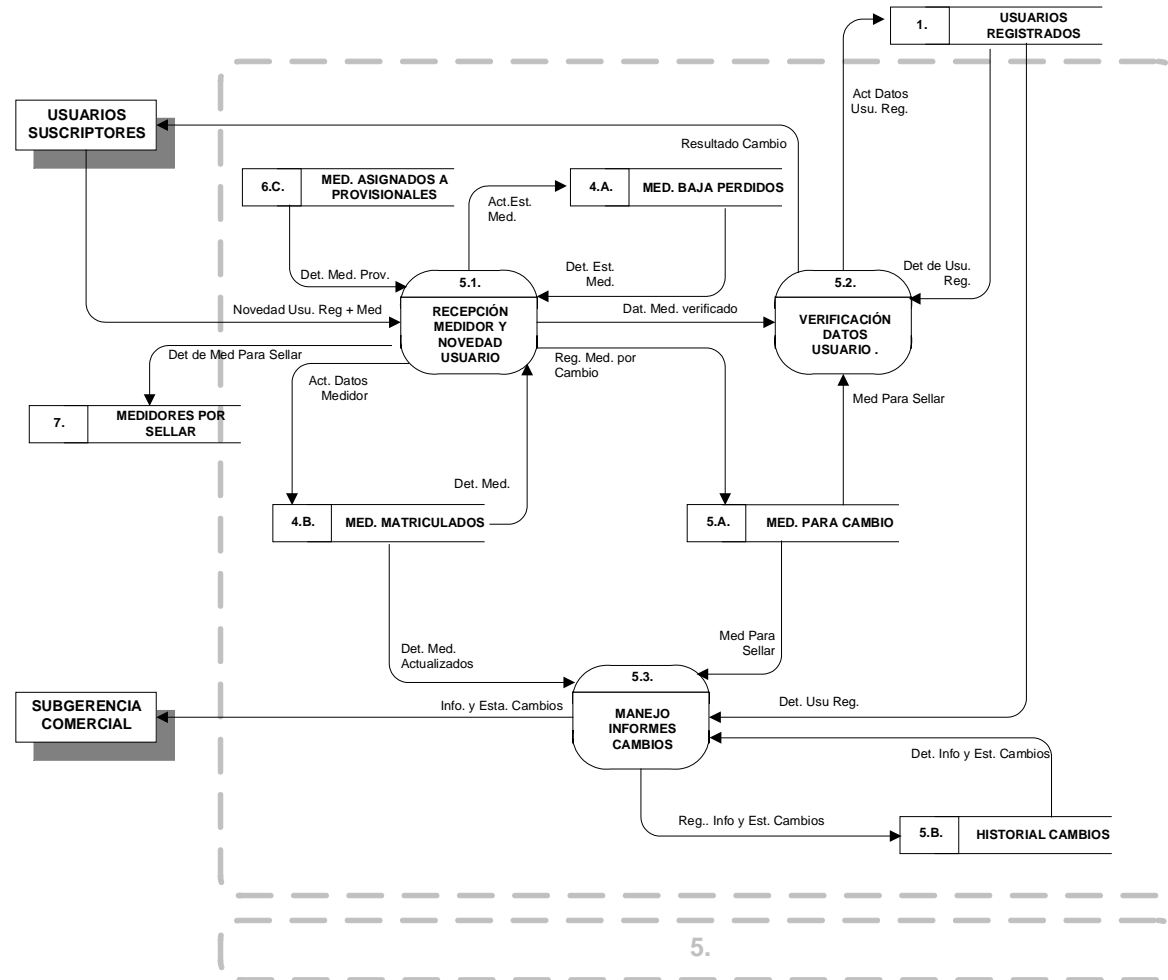 1.
USUARIOS
REGISTRADOS
USUARIOS
SUSCRIPTORES
Act Datos
Usu. Reg.
Resultado Cambio
6.C.
MED. ASIGNADOS A
PROVISIONALES
4.A.
MED. BAJA PERDIDOS
Act.Est.
Med.
Det. Med. Prov.
Det. Est.
Med.
Det de Usu.
Reg.
5.1.
RECEPCIÓN
MEDIDOR Y
NOVEDAD
USUARIO
5.2.
VERIFICACIÓN
DATOS
USUARIO .
Novedad Usu. Reg + Med
Dat. Med. verificado
Det de Med Para Sellar
Act. Datos
Medidor
Reg. Med. por
Cambio
Med Para Sellar
7.
MEDIDORES POR
SELLAR
Det. Med.
4.B.
MED. MATRICULADOS
5.A.
MED. PARA CAMBIO
Det. Med.
Actualizados
Med Para
Sellar
5.3.
MANEJO
INFORMES
CAMBIOS
SUBGERENCIA
COMERCIAL
Info. y Esta. Cambios
Det. Usu Reg.
Det. Info y Est. Cambios
Reg.. Info y Est. Cambios
5.B.
HISTORIAL CAMBIOS
5.